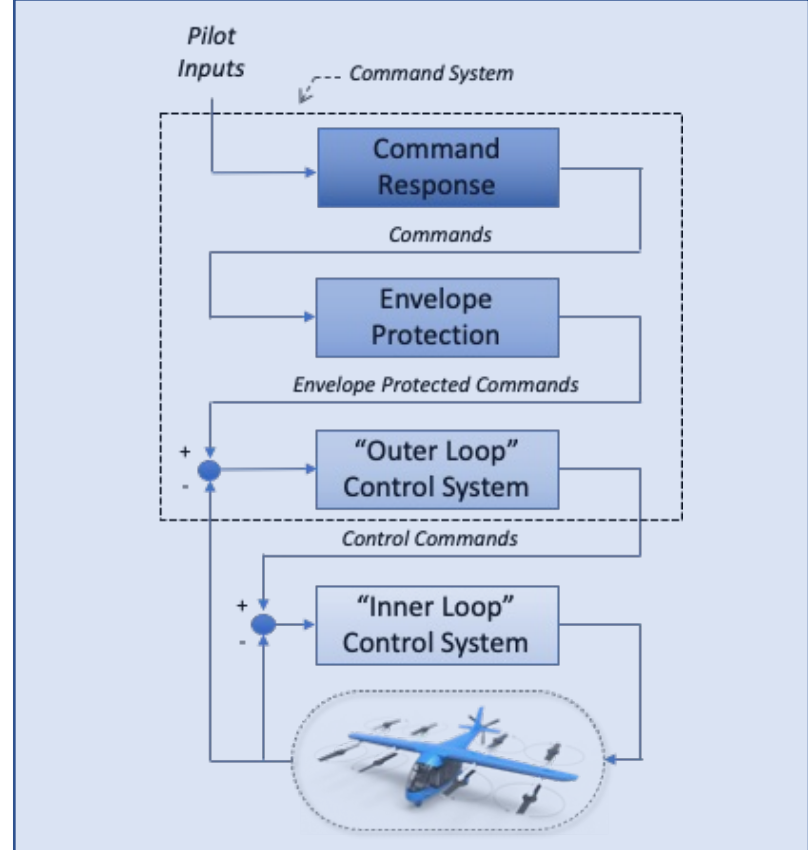 Pilot
Inputs
Command System
Command
Response
Commands
Envelope
Protection
Envelope Protected Commands
+
-
“Outer Loop”
Control System
Control Commands
+
-
“Inner Loop”
Control System